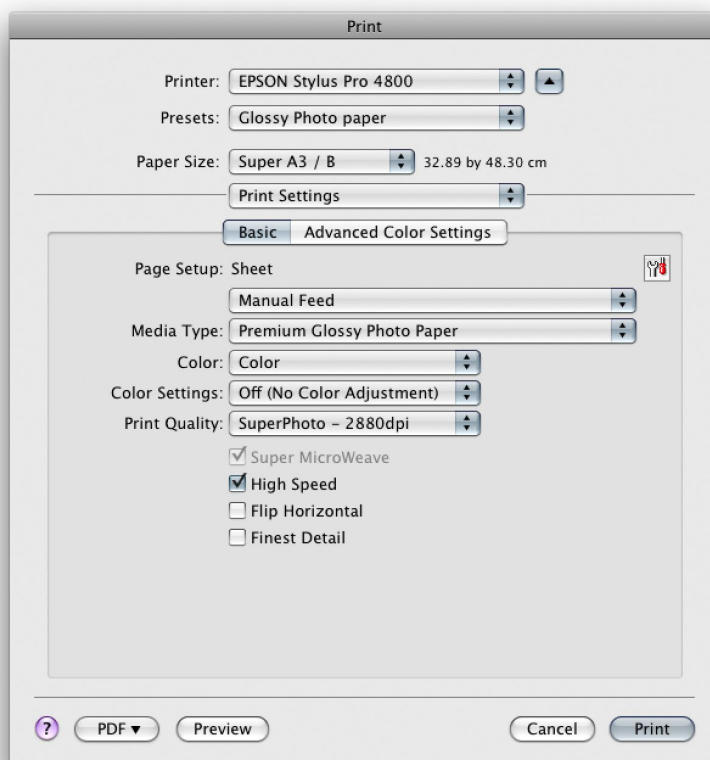 Print
Printer: EPSON Stylus Pro 4800
Presets: Glossy Photo paper
Paper Size: Super A3 / B 32.89 by 48.30 cm
Print Settings
Basic Advanced Color Settings
Page Setup: Sheet
Manual Feed
Media Type: Premium Glossy Photo Paper
Color: Color
Color Settings: Off (No Color Adjustment)
Print Quality: SuperPhoto – 2880dpi
Super MicroWeave
High Speed
Flip Horizontal
Finest Detail
? PDF ▼ Preview Cancel Print